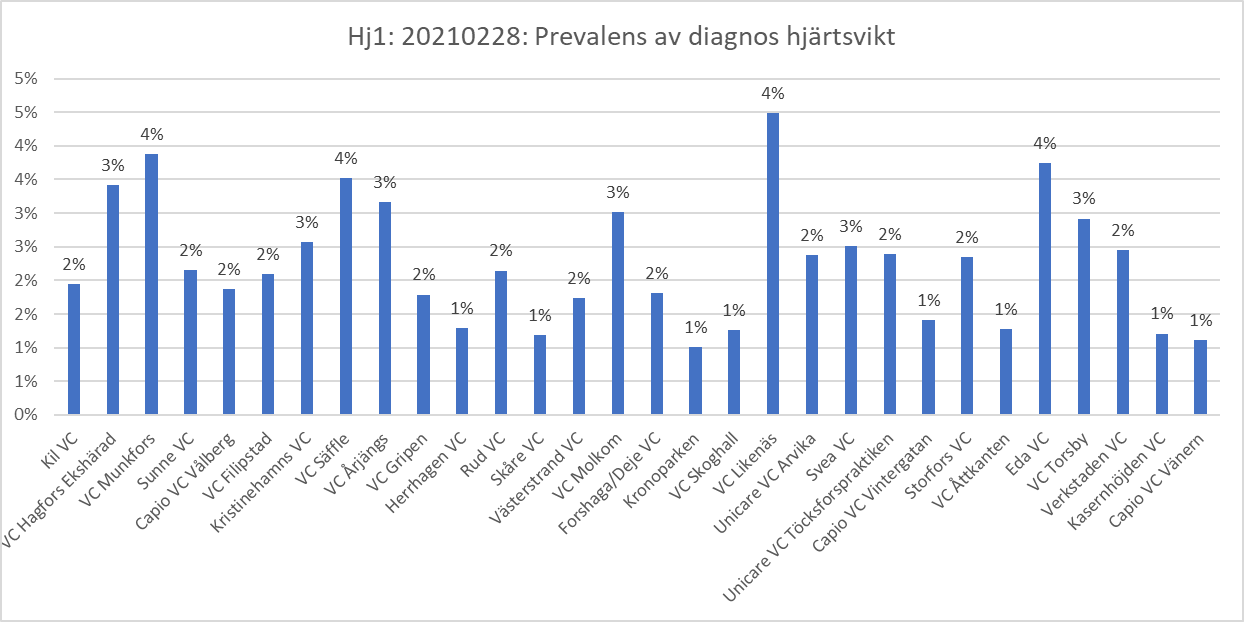 Hj1: 20210228: Prevalens av diagnos hjärtsvikt
5%
5%
4%
4%
3%
3%
2%
2%
1%
1%
0%
2%
3%
4%
2%
2%
2%
3%
4%
3%
2%
1%
2%
1%
2%
3%
2%
1%
1%
4%
2%
3%
2%
1%
2%
1%
4%
3%
2%
1%
1%
Kil VC
VC Hagfors Ekshärad
VC Munkfors
Sunne VC
Capio VC Vålberg
VC Filipstad
Kristinehamns VC
VC Säffle
VC Årjängs
VC Gripen
Herrhagen VC
Rud VC
Skåre VC
Västerstrand VC
VC Molkom
Forshaga/Deje VC
Kronoparken
VC Skoghall
VC Likenäs
Unicare VC Arvika
Svea VC
Unicare VC Töcksforspraktiken
Capio VC Vintergatan
Storfors VC
VC Åttkanten
Eda VC
VC Torsby
Verkstaden VC
Kasernhöjden VC
Capio VC Vänern